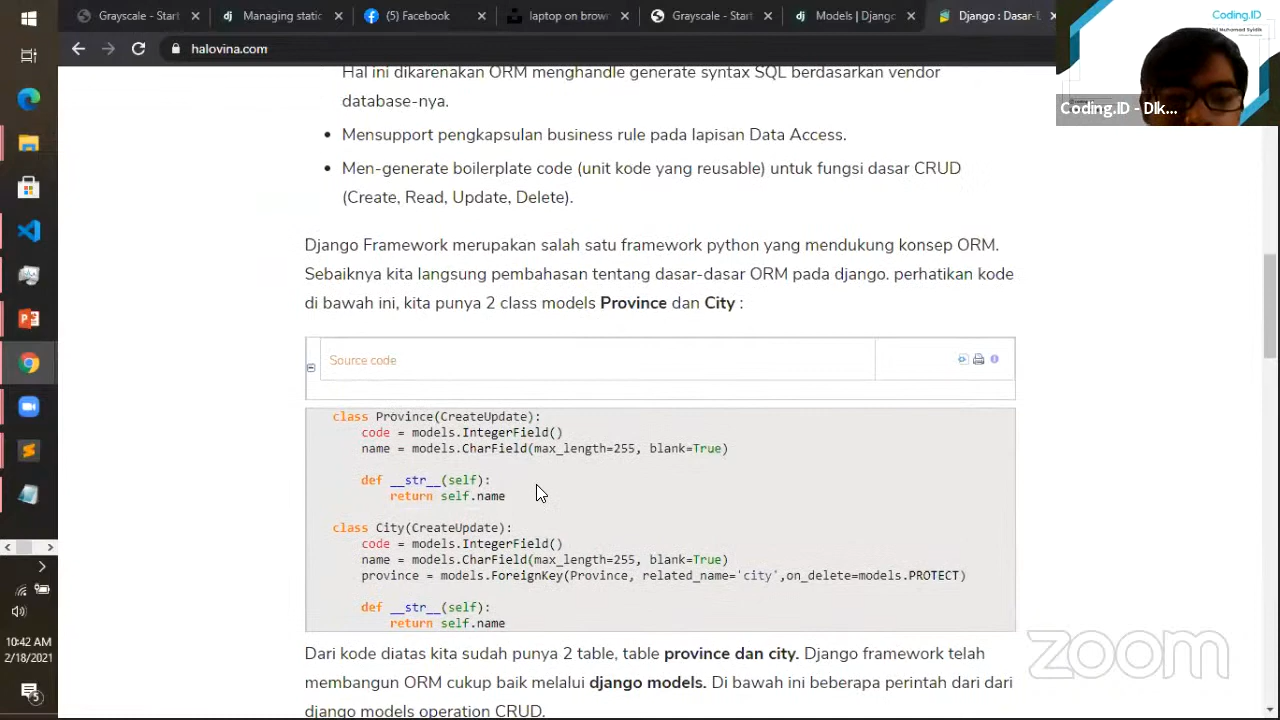 Grayscale - Start
Managing static
(5) Facebook
laptop on brown
Grayscale - Start
Models | Django
Django : Dasar-
halovina.com
Coding.ID
Muhamad Syidik
Coding.ID - Dik...
Hal ini dikarenakan ORM menghandle generate syntax SQL berdasarkan vendor
database-nya.
Mensupport pengkapsulan business rule pada lapisan Data Access.
Men-generate boilerplate code (unit kode yang reusable) untuk fungsi dasar CRUD
(Create, Read, Update, Delete).
Django Framework merupakan salah satu framework python yang mendukung konsep ORM.
Sebaiknya kita langsung pembahasan tentang dasar-dasar ORM pada django. perhatikan kode
di bawah ini, kita punya 2 class models Province dan City :
Source code
class Province(CreateUpdate):
code = models.IntegerField()
name = models.CharField(max_length=255, blank=True)
def __str__(self):
return self.name
class City(CreateUpdate):
code = models.IntegerField()
name = models.CharField(max_length=255, blank=True)
province = models.ForeignKey(Province, related_name='city',on_delete=models.PROTECT)
def __str__(self):
return self.name
Dari kode diatas kita sudah punya 2 table, table province dan city. Django framework telah
membangun ORM cukup baik melalui django models. Di bawah ini beberapa perintah dari dari
django models operation CRUD.
10:42 AM
2/18/2021
5
zoom